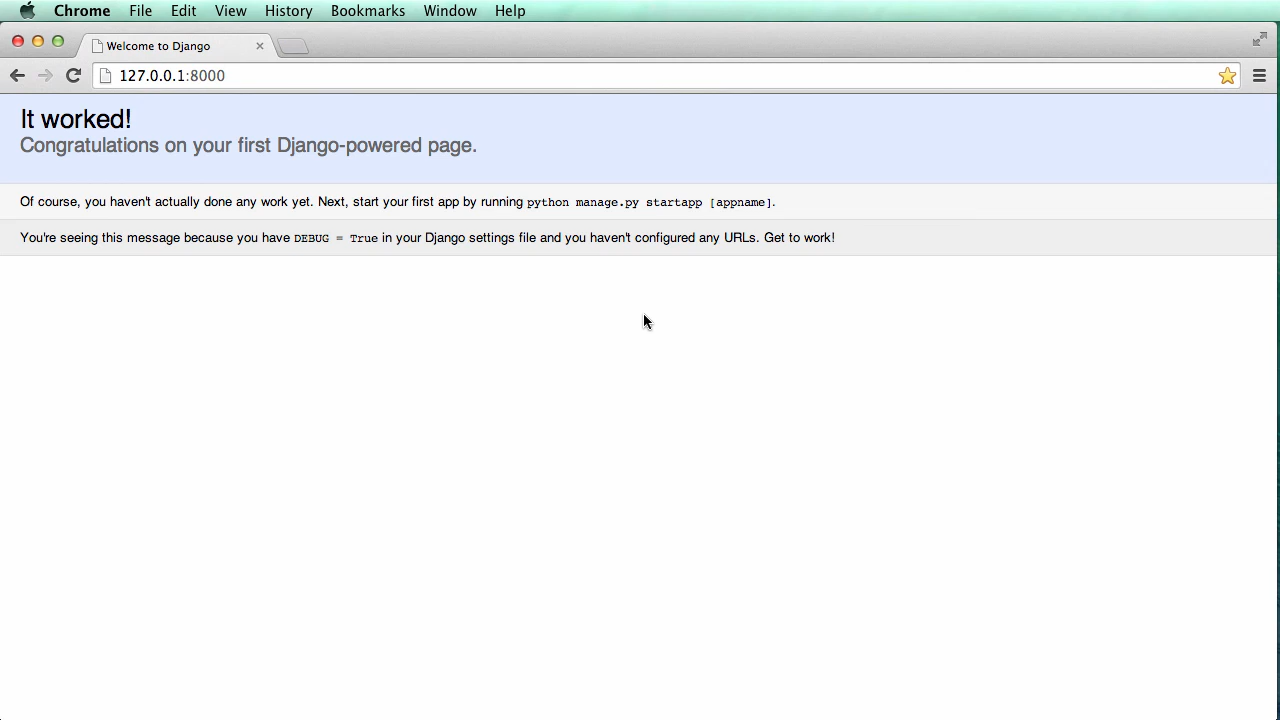 Chrome File Edit View History Bookmarks Window Help
Welcome to Django
127.0.0.1:8000
It worked!
Congratulations on your first Django-powered page.
Of course, you haven't actually done any work yet. Next, start your first app by running python manage.py startapp [appname].
You're seeing this message because you have DEBUG = True in your Django settings file and you haven't configured any URLs. Get to work!